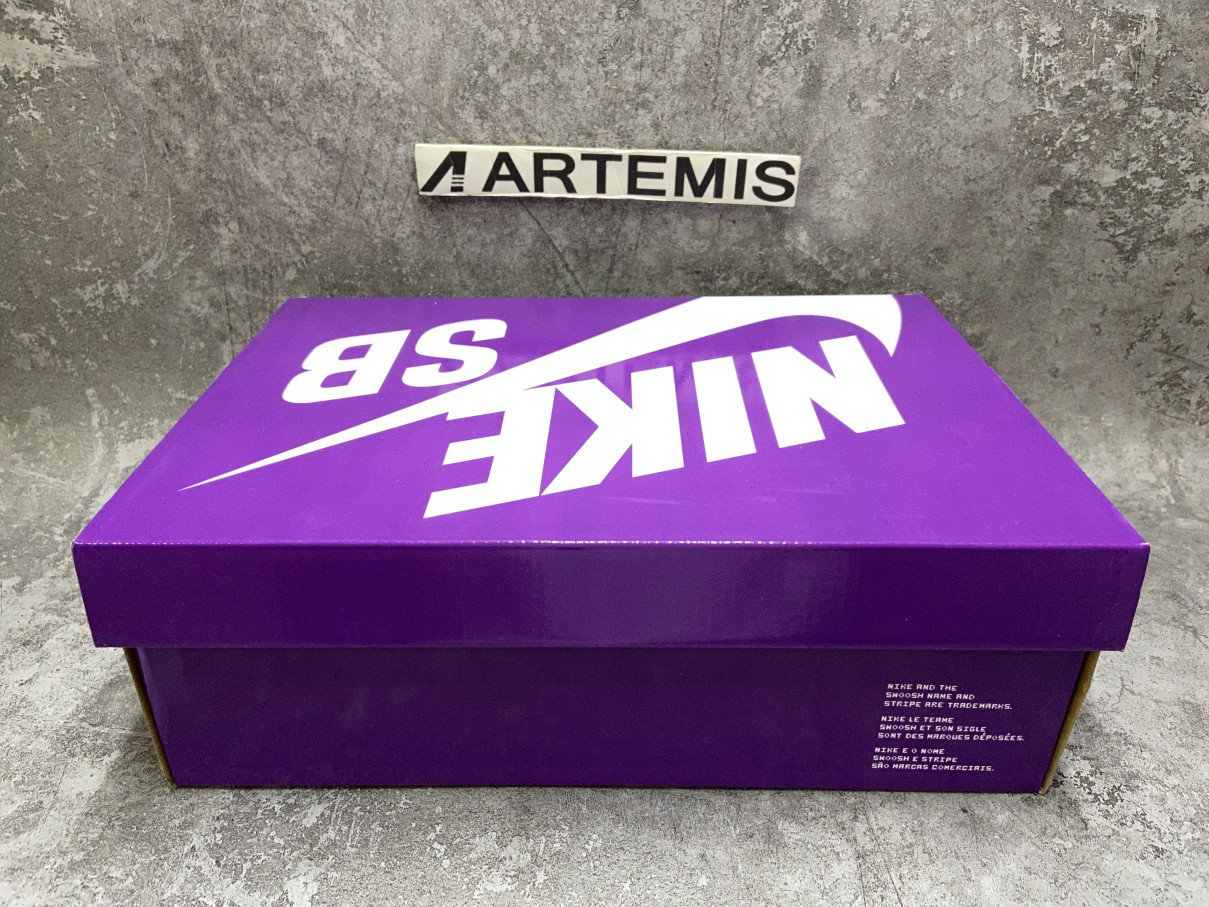 ARTEMIS
NIKE
SB
NIKE AND THE
SWOOSH NAME AND
STRIPE ARE TRADEMARKS.
NIKE LE TERME
SWOOSH ET SON SIGLE
SONT DES MARQUES DÉPOSÉES.
NIKE E O NOME
SWOOSH E STRIPE
SÃO MARCAS COMERCIAIS.